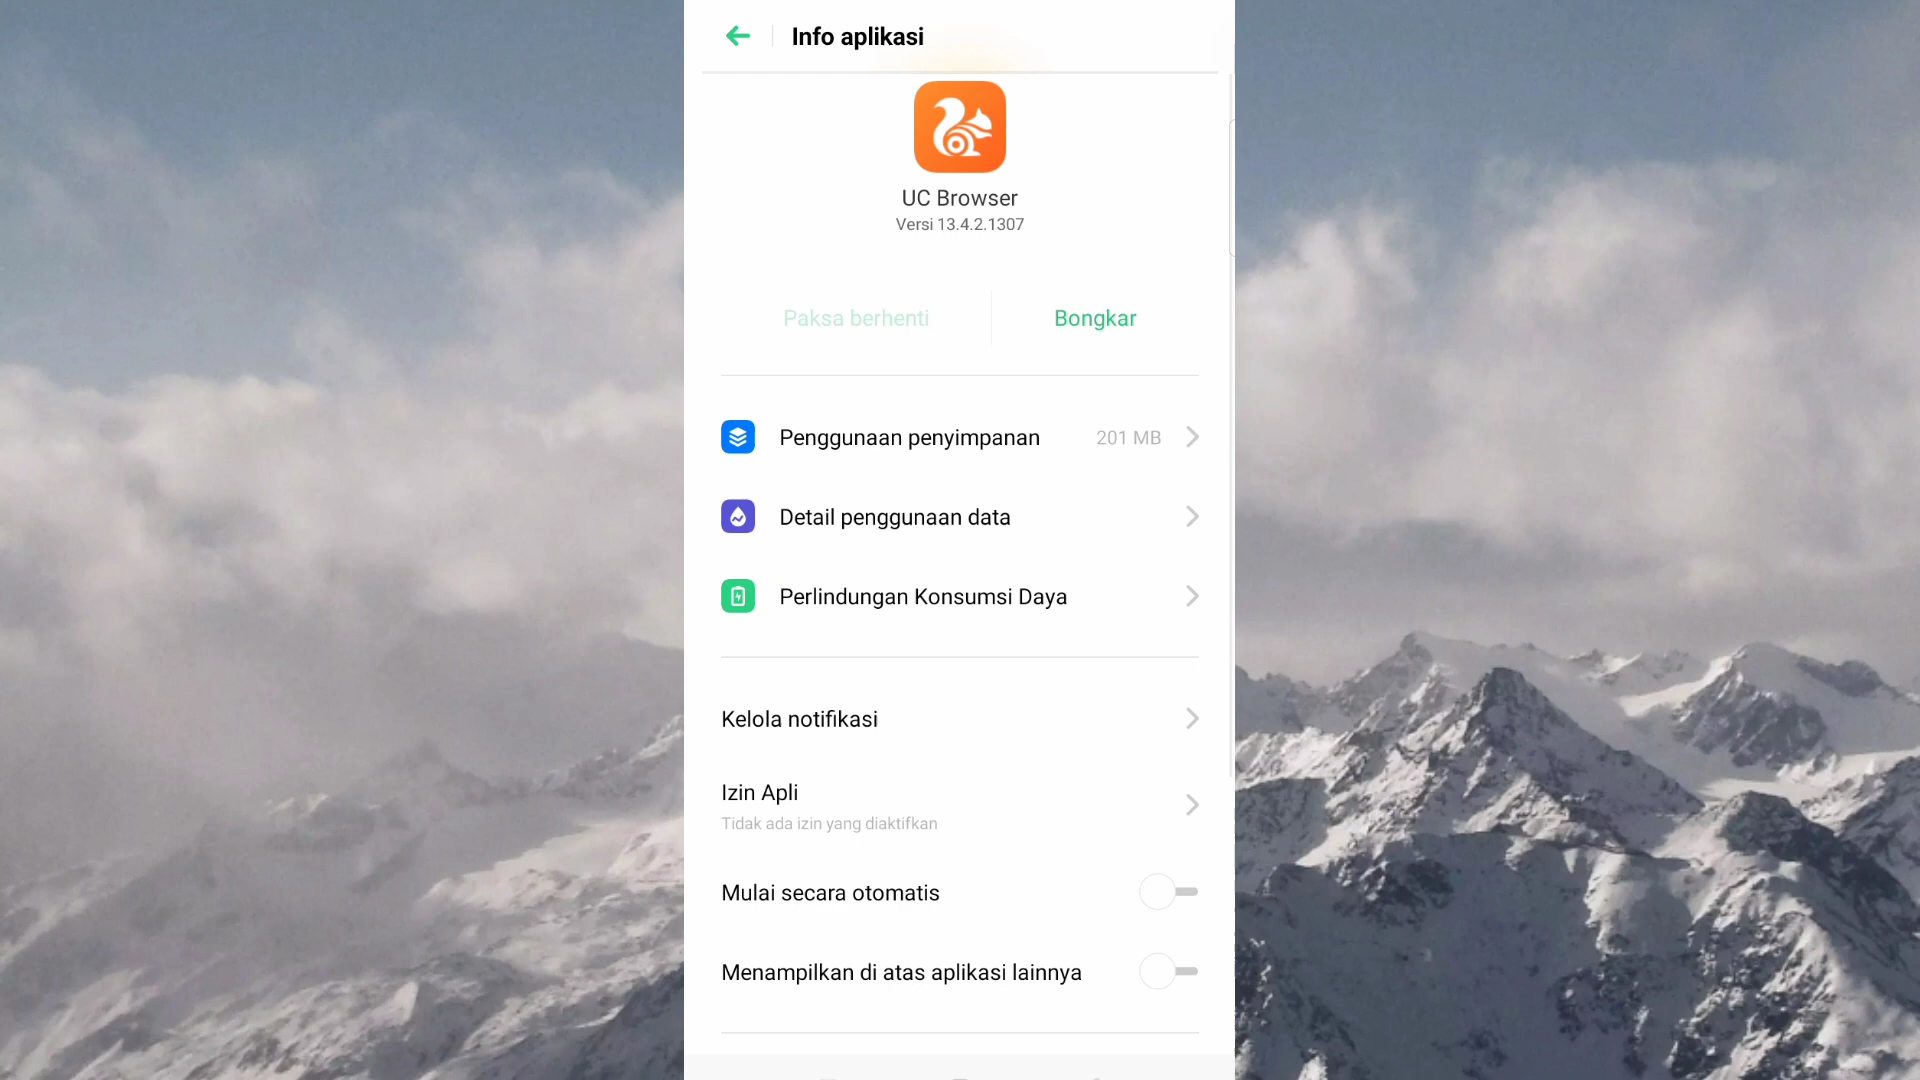 Info aplikasi
UC Browser
Versi 13.4.2.1307
Paksa berhenti
Bongkar
Penggunaan penyimpanan 201 MB
Detail penggunaan data
Perlindungan Konsumsi Daya
Kelola notifikasi
Izin Apli
Tidak ada izin yang diaktifkan
Mulai secara otomatis
Menampilkan di atas aplikasi lainnya